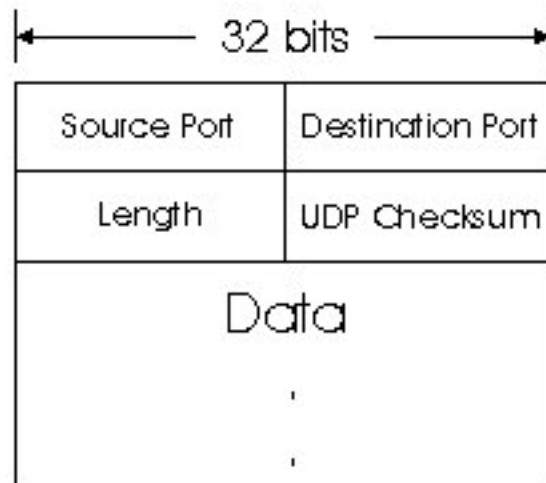 32 bits
Source Port Destination Port
Length UDP Checksum
Data